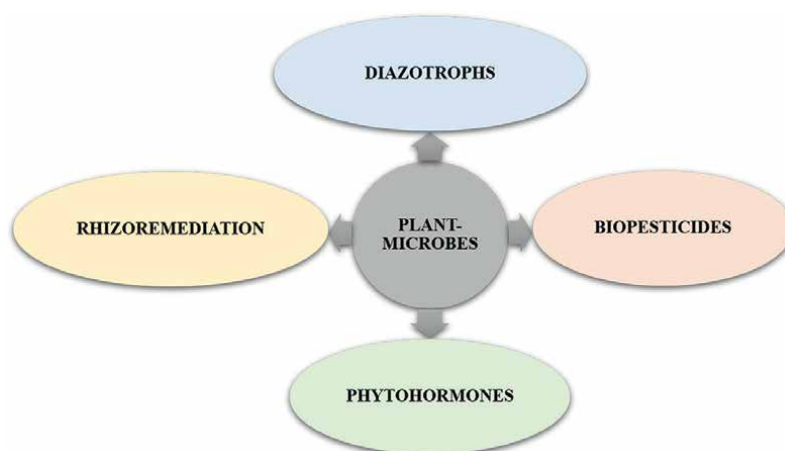 DIAZOTROPHS
RHIZOREMEDIATION
PLANT-
MICROBES
BIOPESTICIDES
PHYTOHORMONES